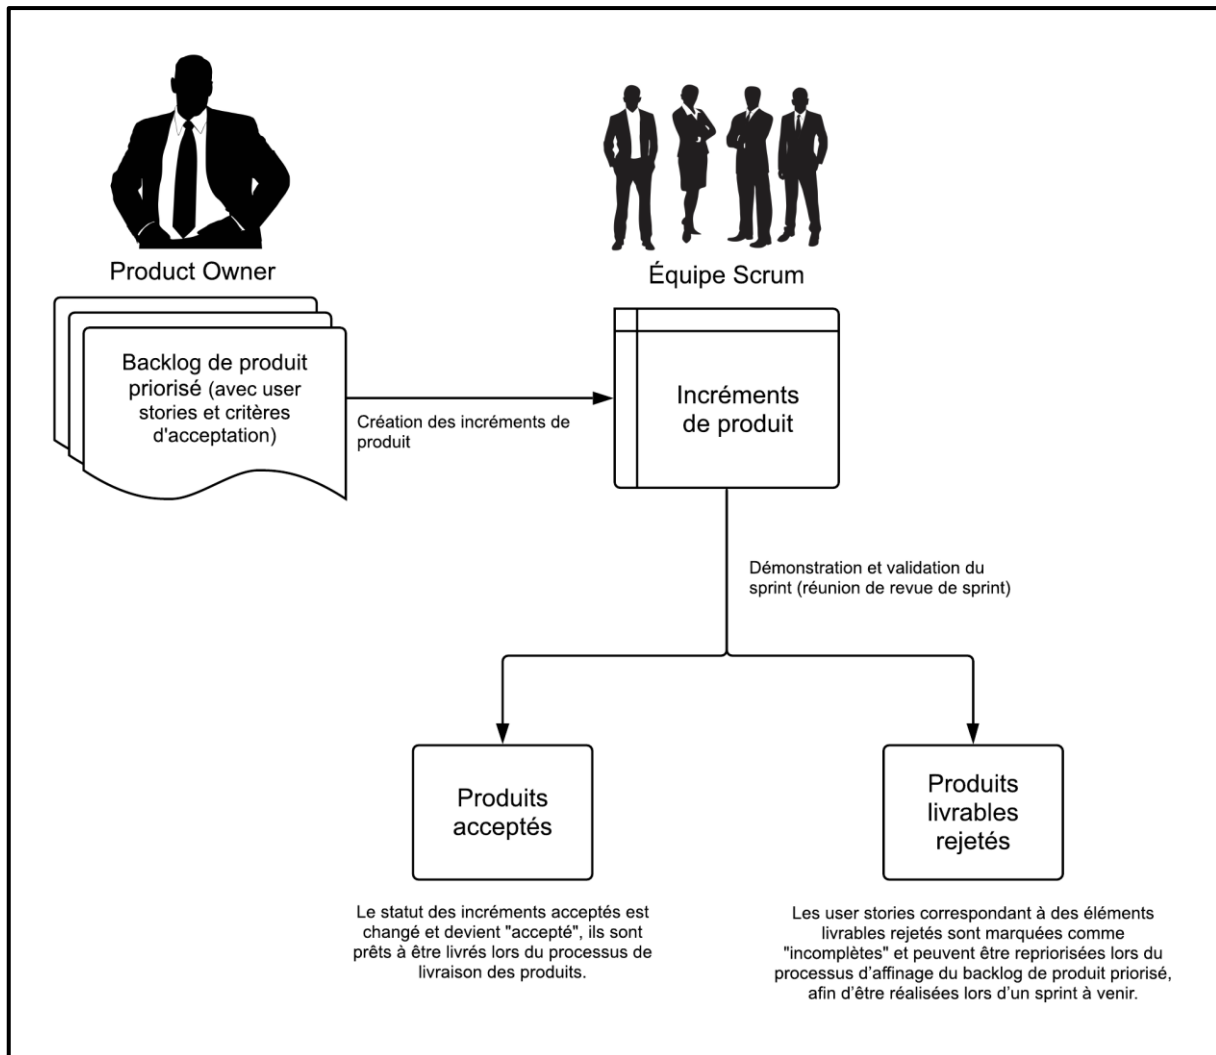 Product Owner
Équipe Scrum
Backlog de produit
priorisé (avec user
stories et critères
d'acceptation)
Création des incréments de
produit
Incréments
de produit
Démonstration et validation du
sprint (réunion de revue de sprint)
Produits
acceptés
Produits
livrables
rejetés
Le statut des incréments acceptés est
changé et devient "accepté", ils sont
prêts à être livrés lors du processus de
livraison des produits.
Les user stories correspondant à des éléments
livrables rejetés sont marquées comme
"incomplètes" et peuvent être repriorisées lors du
processus d’affinage du backlog de produit priorisé,
afin d’être réalisées lors d’un sprint à venir.